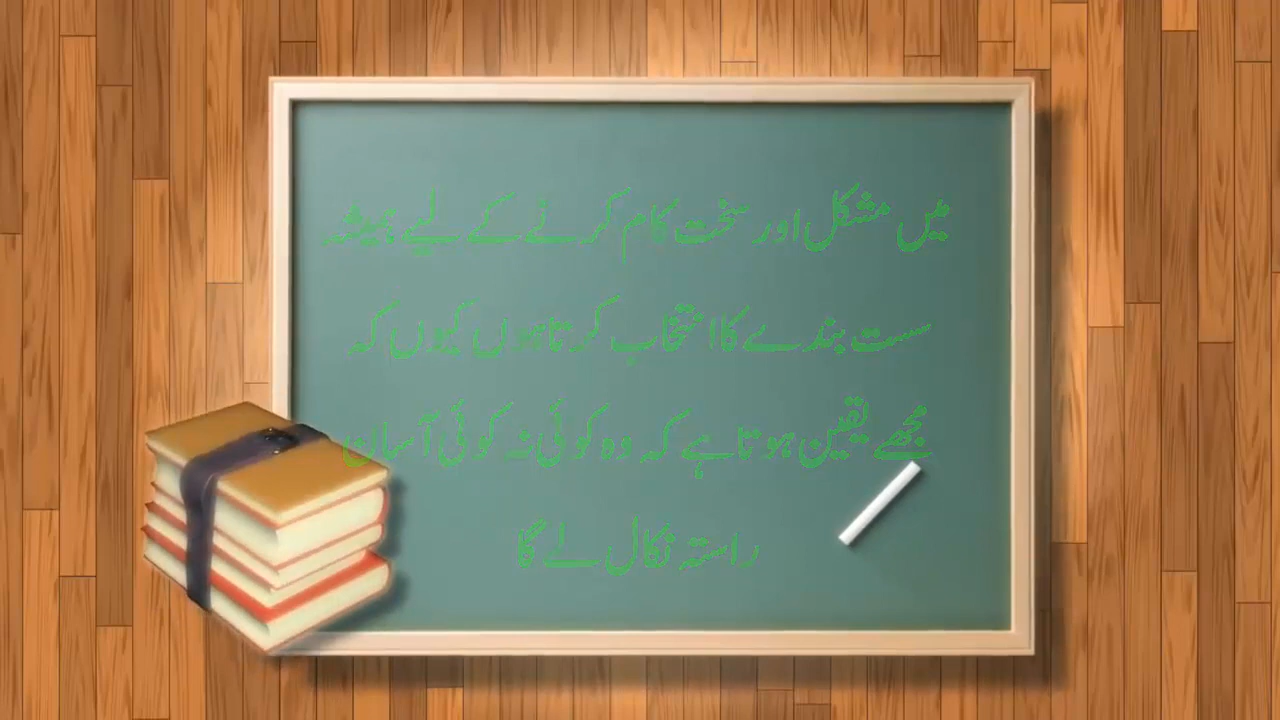 میں مشکل اور سخت کام کرنے کے لیے ہمیشہ
سست بندے کا انتخاب کرتا ہوں کیوں کہ
مجھے یقین ہوتا ہے کہ وہ کوئی نہ کوئی آسان
راستہ نکال لے گا